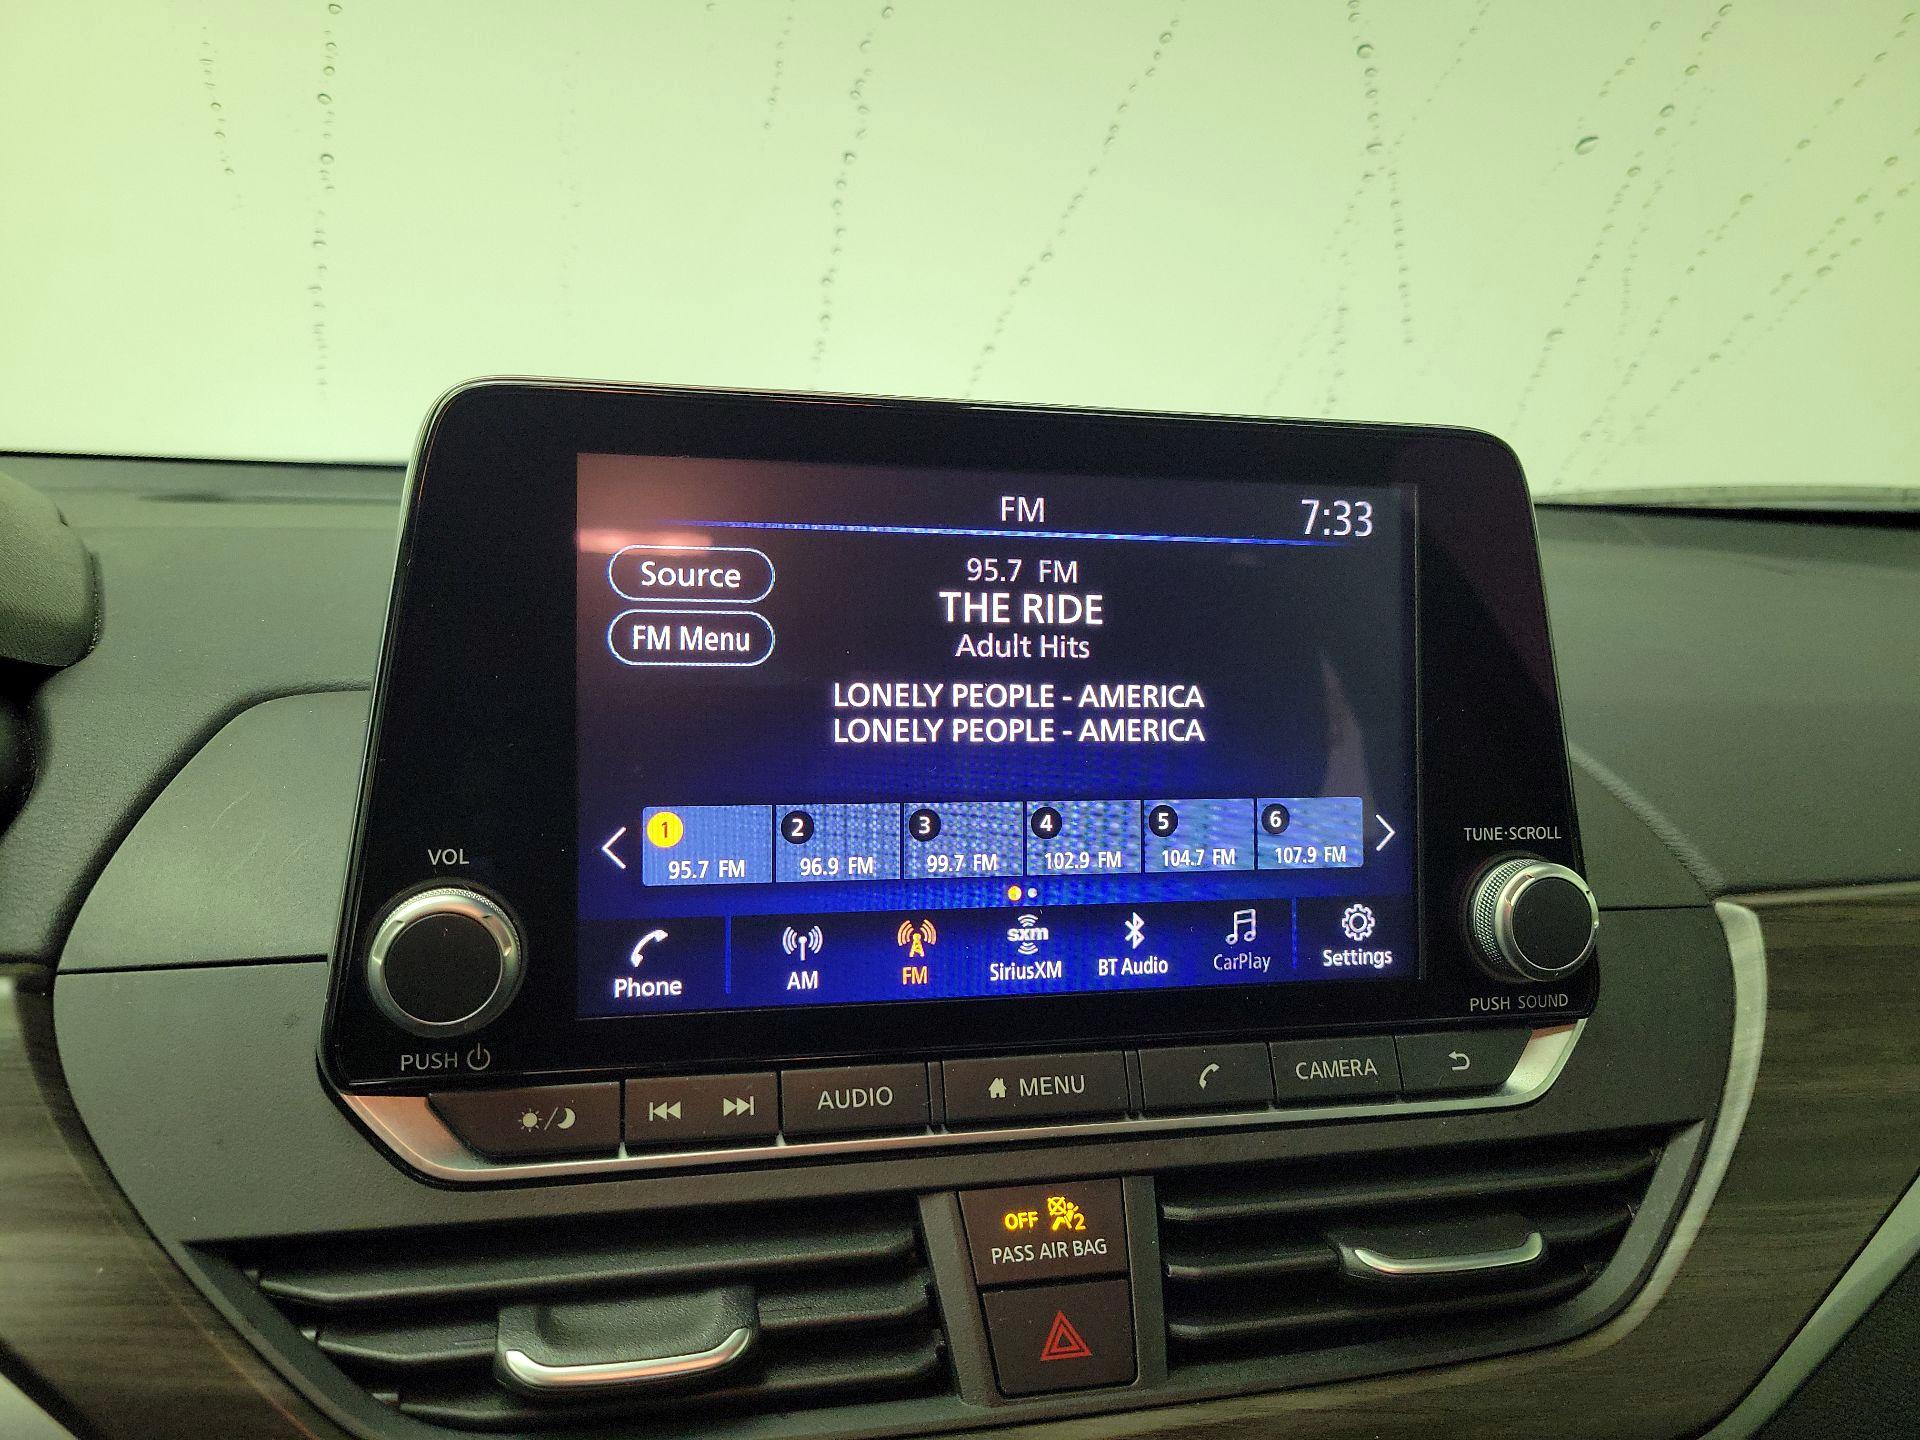 FM
7:33
Source
95.7 FM
THE RIDE
FM Menu
Adult Hits
LONELY PEOPLE - AMERICA
LONELY PEOPLE - AMERICA
1
95.7 FM
2
96.9 FM
3
99.7 FM
4
102.9 FM
5
104.7 FM
6
107.9 FM
Phone
AM
FM
sxm
SiriusXM
BT Audio
CarPlay
Settings
VOL
PUSH
TUNE·SCROLL
PUSH SOUND
AUDIO
MENU
CAMERA
OFF 2
PASS AIR BAG